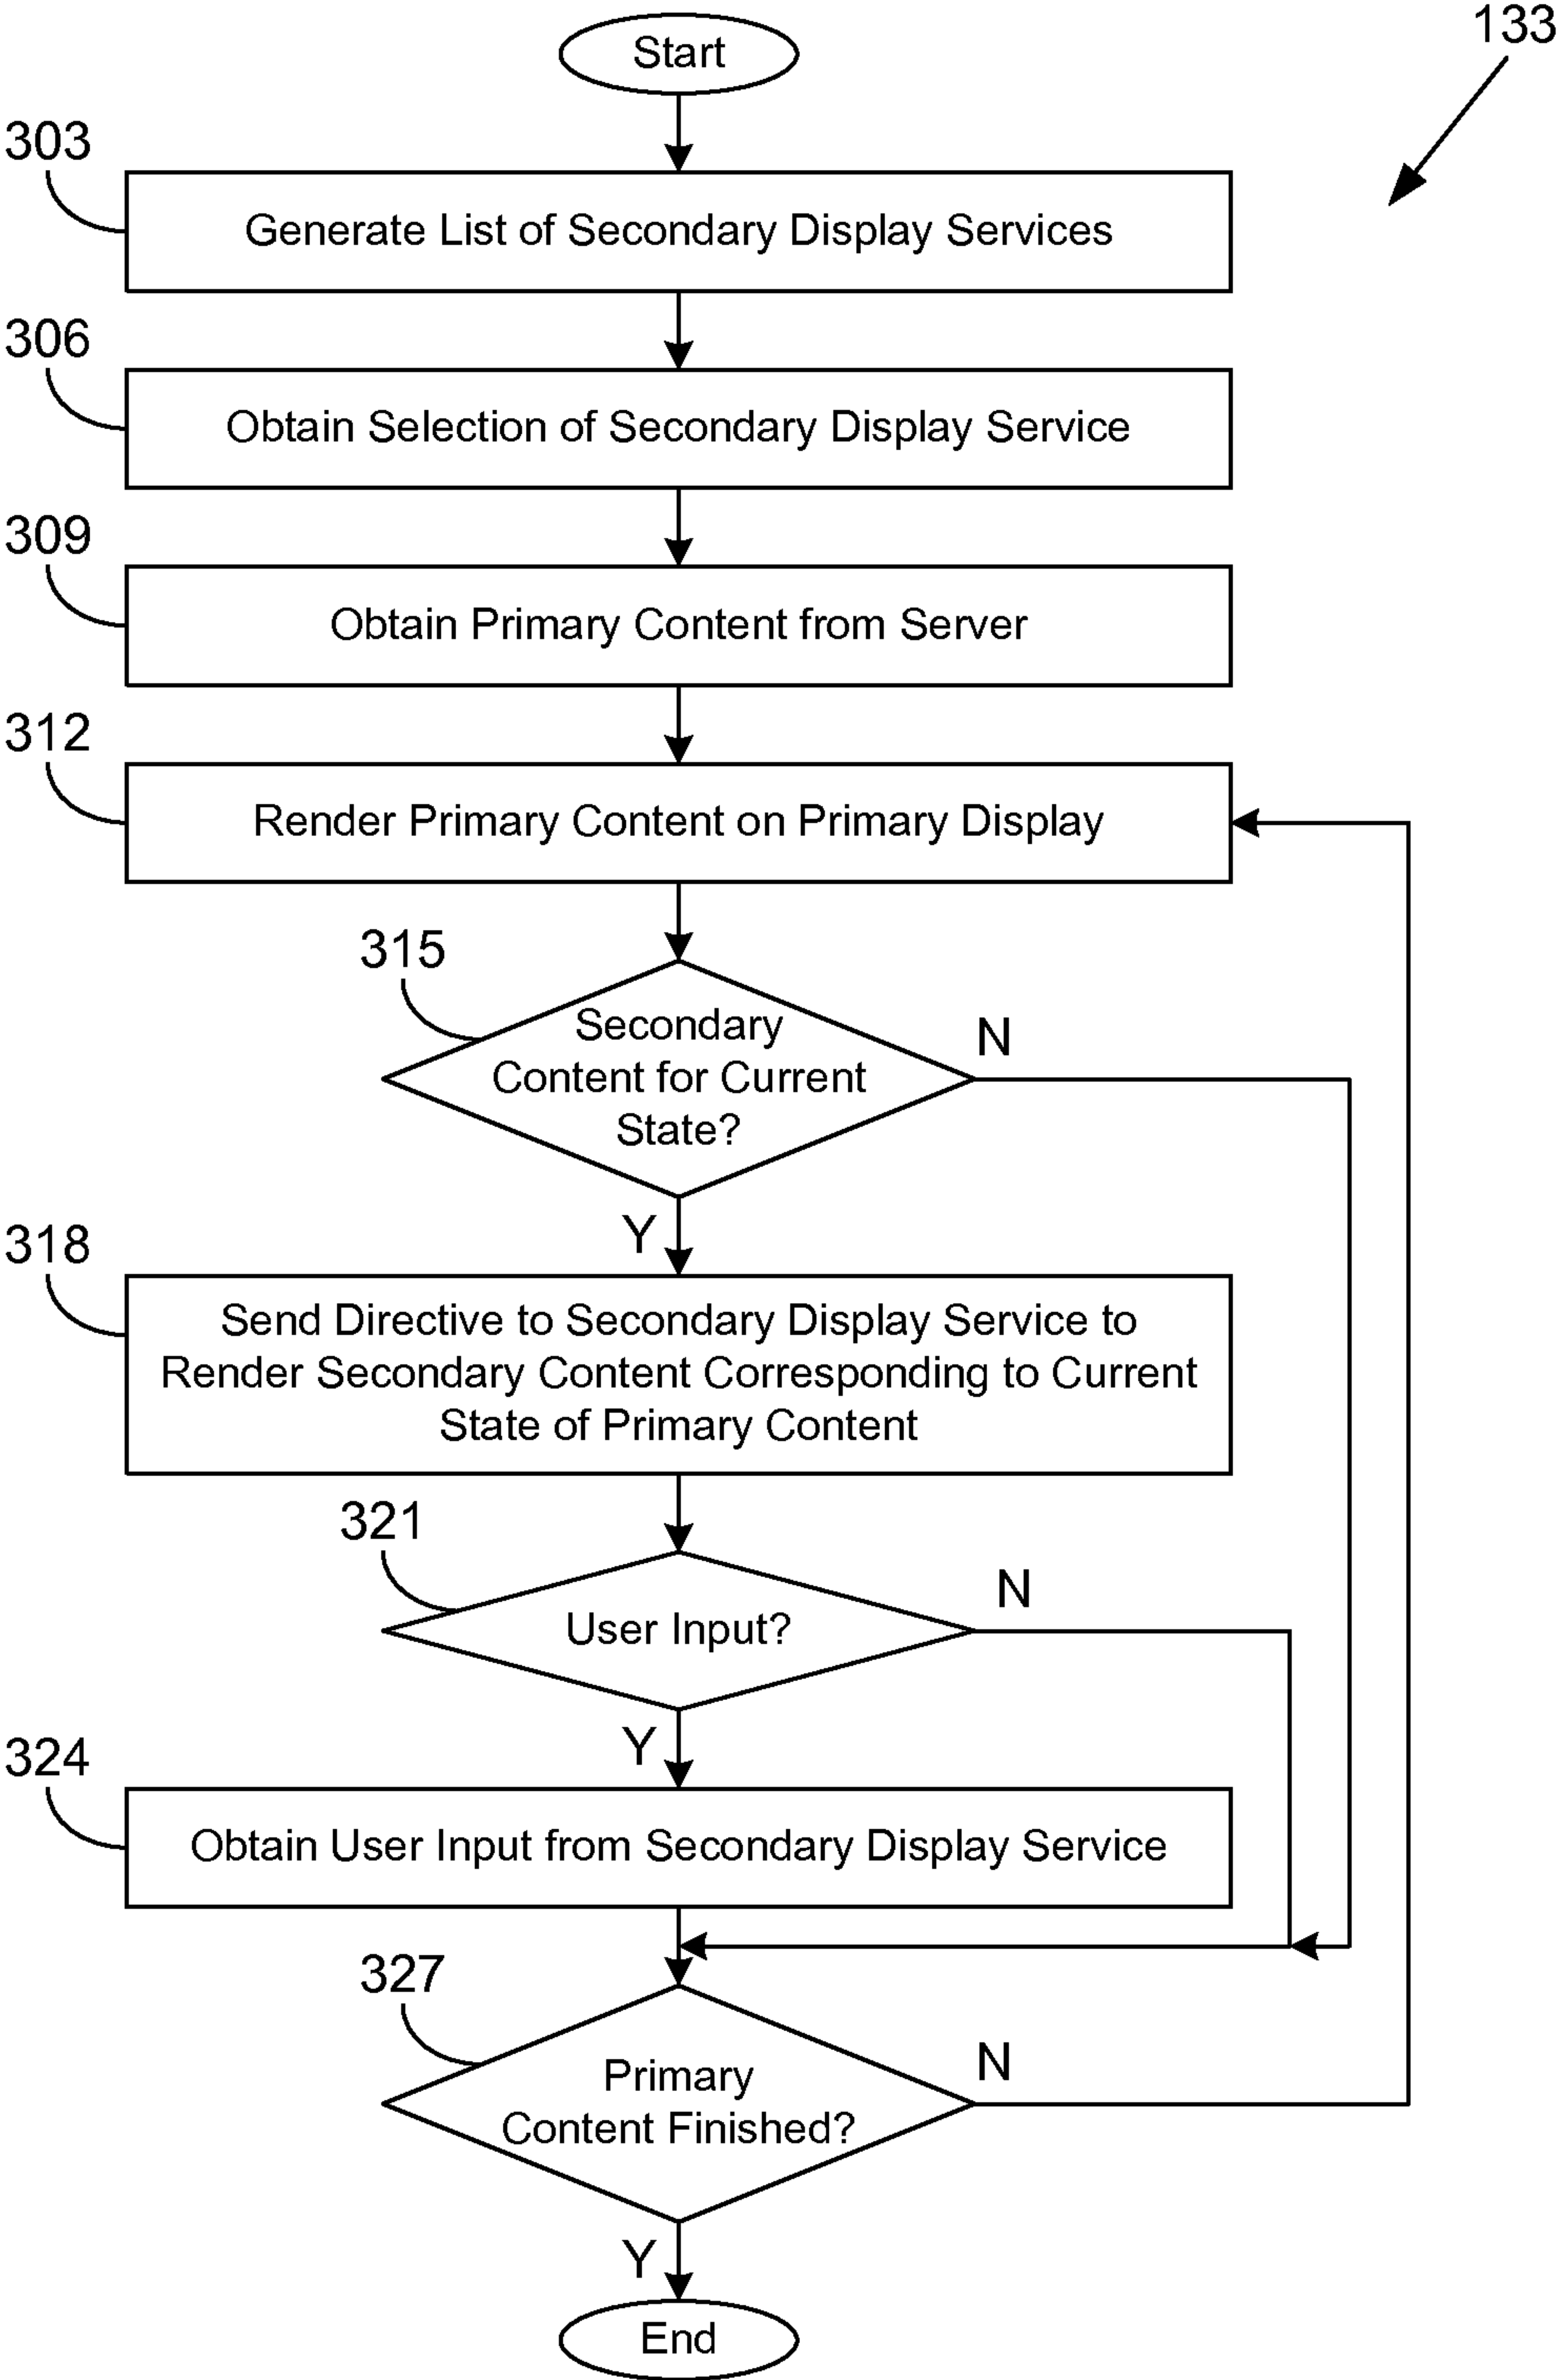 133
Start
303
Generate List of Secondary Display Services
306
Obtain Selection of Secondary Display Service
309
Obtain Primary Content from Server
312
Render Primary Content on Primary Display
315
Secondary
Content for Current
State?
N
Y
318
Send Directive to Secondary Display Service to
Render Secondary Content Corresponding to Current
State of Primary Content
321
User Input?
N
Y
324
Obtain User Input from Secondary Display Service
327
Primary
Content Finished?
N
Y
End